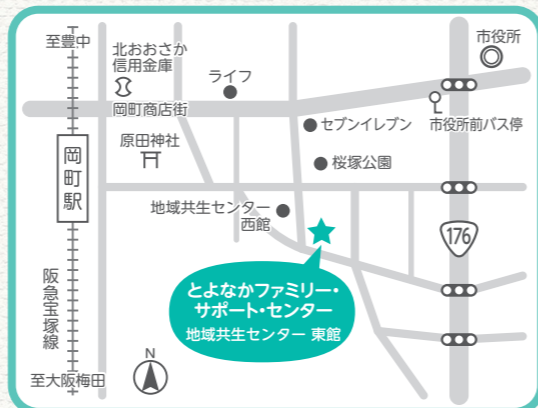 至豊中
北おおさか
信用金庫
ライフ
市役所
岡町商店街
市役所前バス停
セブンイレブン
原田神社
桜塚公園
岡町駅
地域共生センター
西館
176
とよなかファミリー・
サポート・センター
地域共生センター 東館
阪急宝塚線
至大阪梅田
N